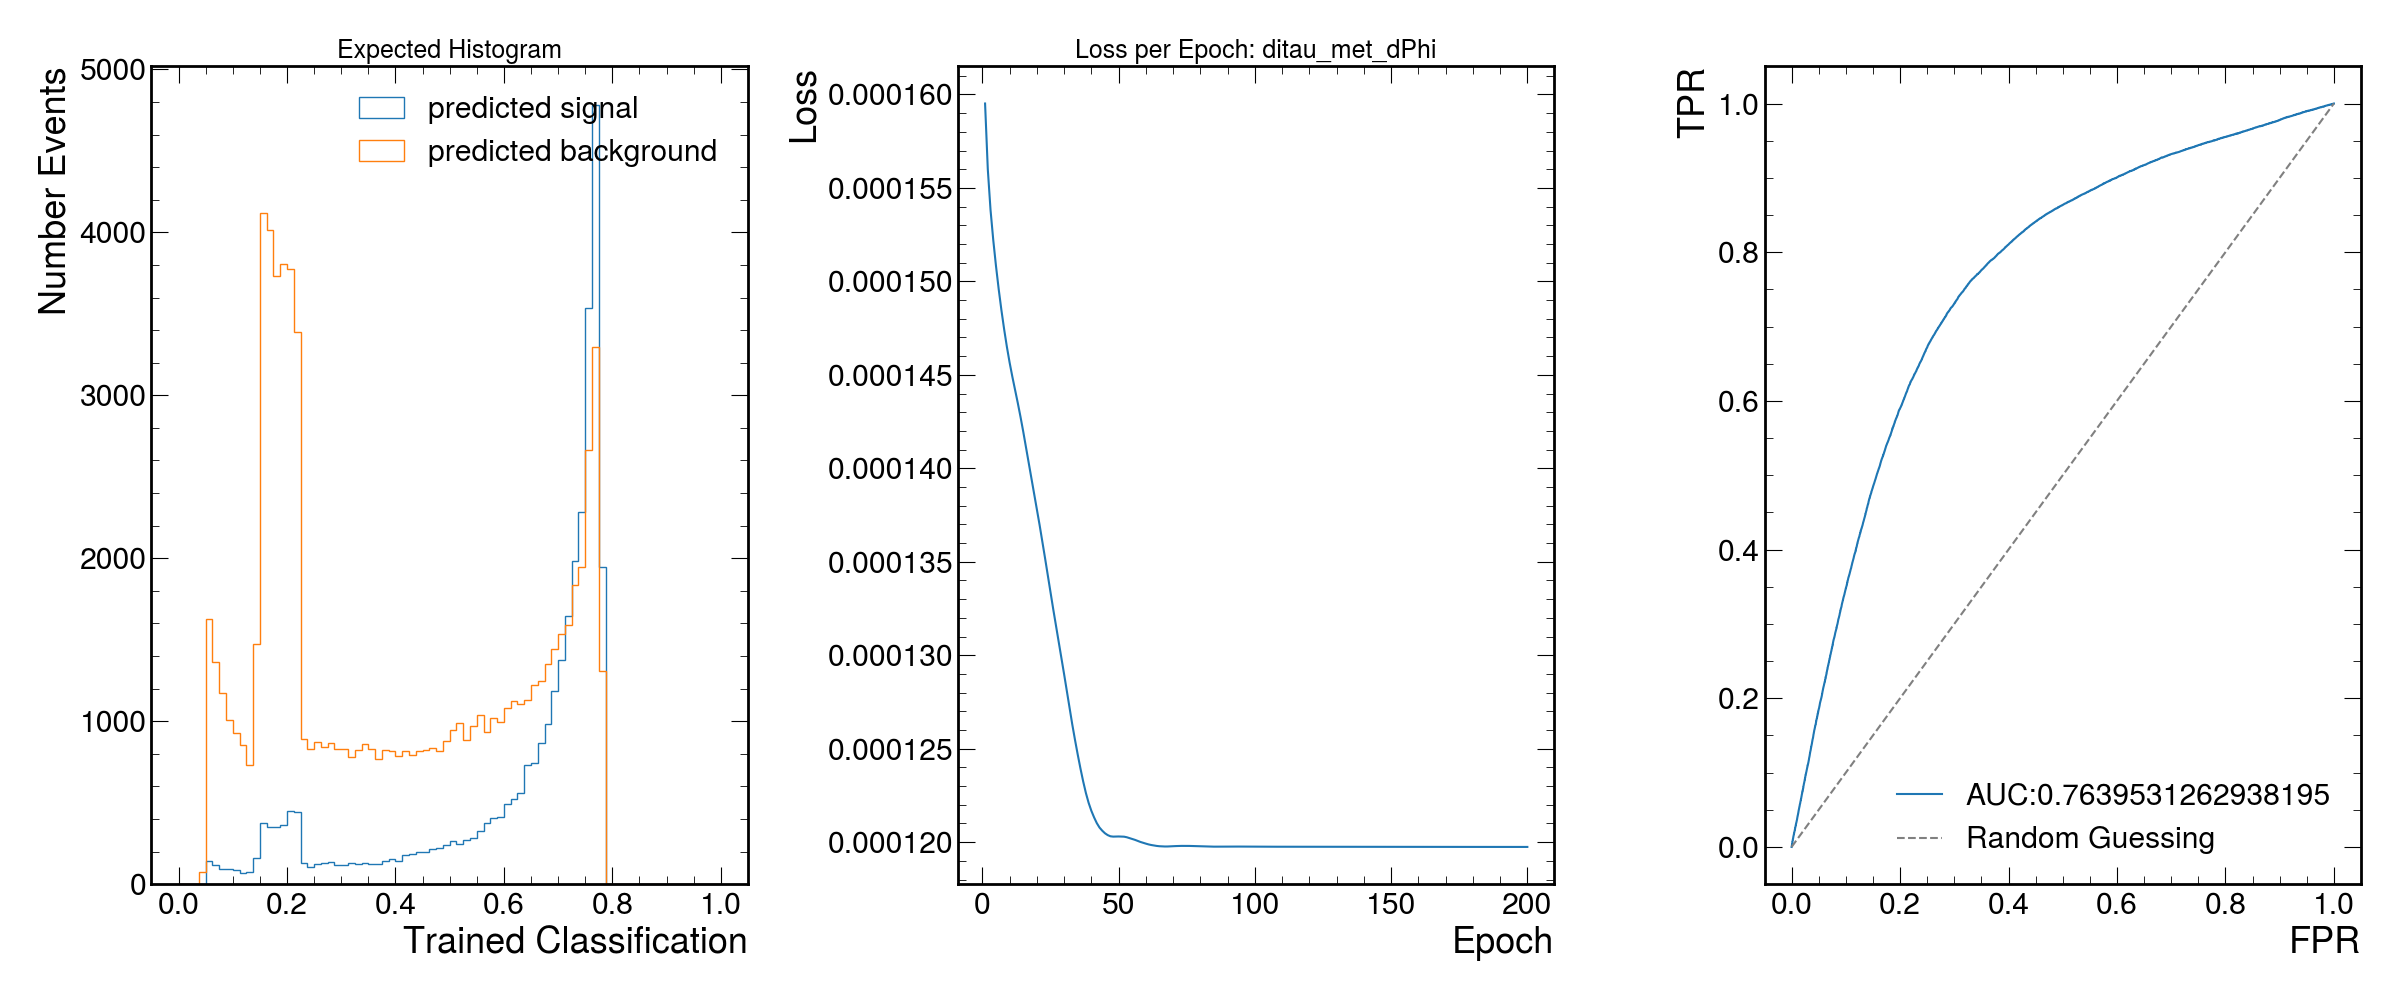 Expected Histogram
Number Events
5000
4000
3000
2000
1000
0
predicted signal
predicted background
0.0 0.2 0.4 0.6 0.8 1.0
Trained Classification
Loss per Epoch: ditau_met_dPhi
Loss
0.000160
0.000155
0.000150
0.000145
0.000140
0.000135
0.000130
0.000125
0.000120
0 50 100 150 200
Epoch
TPR
1.0
0.8
0.6
0.4
0.2
0.0
AUC:0.7639531262938195
Random Guessing
0.0 0.2 0.4 0.6 0.8 1.0
FPR